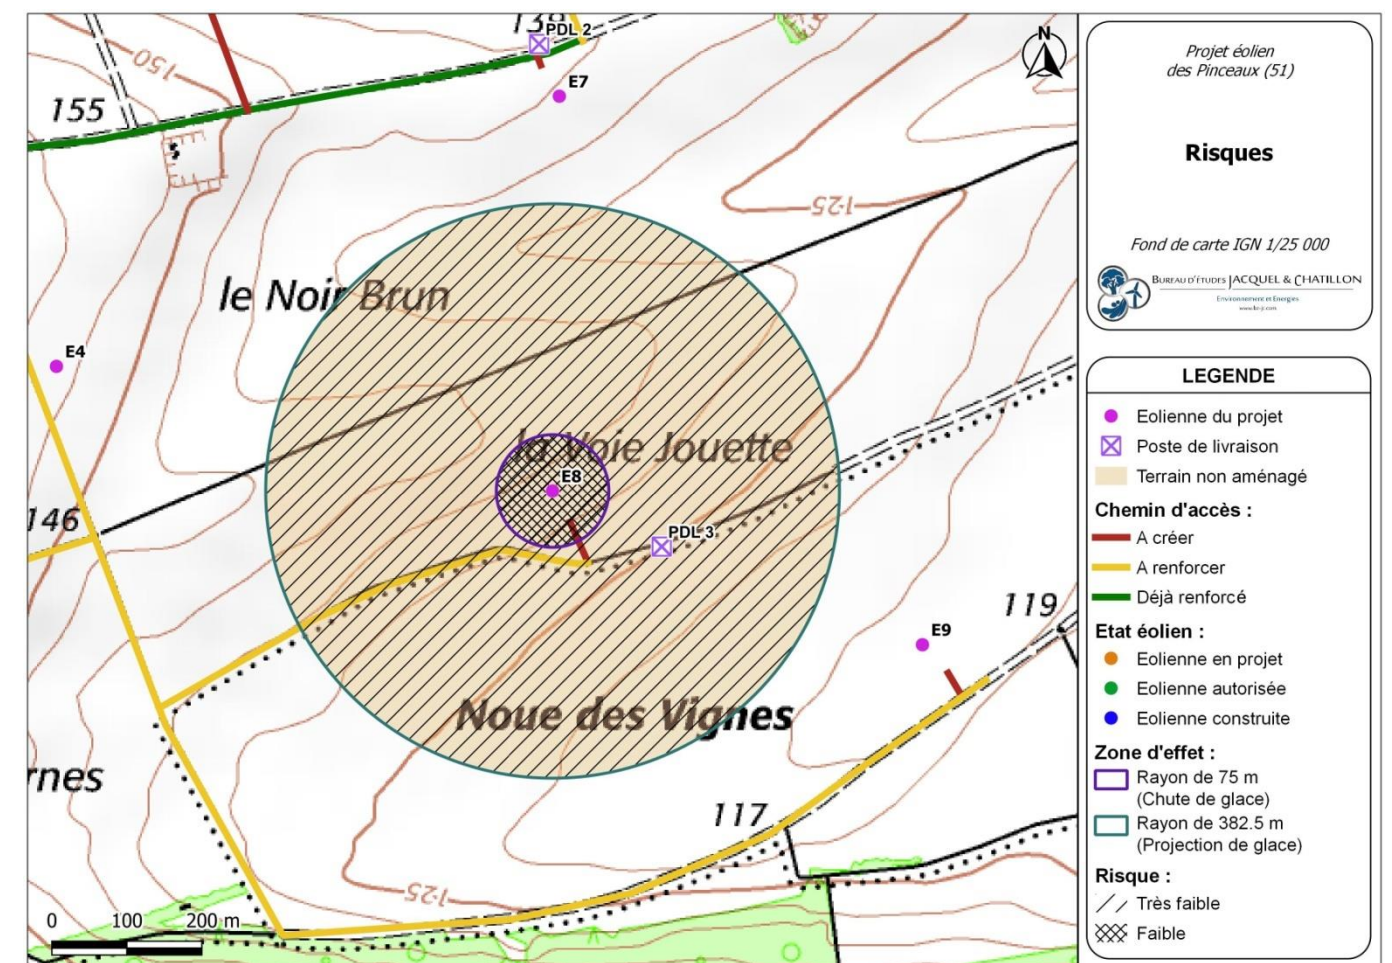 139
PDL 2
E7
150
155
N
125
le Noir Brun
E4
la Voie Jouette
E8
146
PDL 3
119
E9
Noue des Vignes
rnes
117
125
0 100 200 m
Projet éolien
des Pinceaux (51)
Risques
Fond de carte IGN 1/25 000
BUREAU D'ÉTUDES JACQUEL & CHATILLON
Environnement et Energies
LEGENDE
Eolienne du projet
Poste de livraison
Terrain non aménagé
Chemin d'accès :
A créer
A renforcer
Déjà renforcé
Etat éolien :
Eolienne en projet
Eolienne autorisée
Eolienne construite
Zone d'effet :
Rayon de 75 m
(Chute de glace)
Rayon de 382.5 m
(Projection de glace)
Risque :
Très faible
Faible